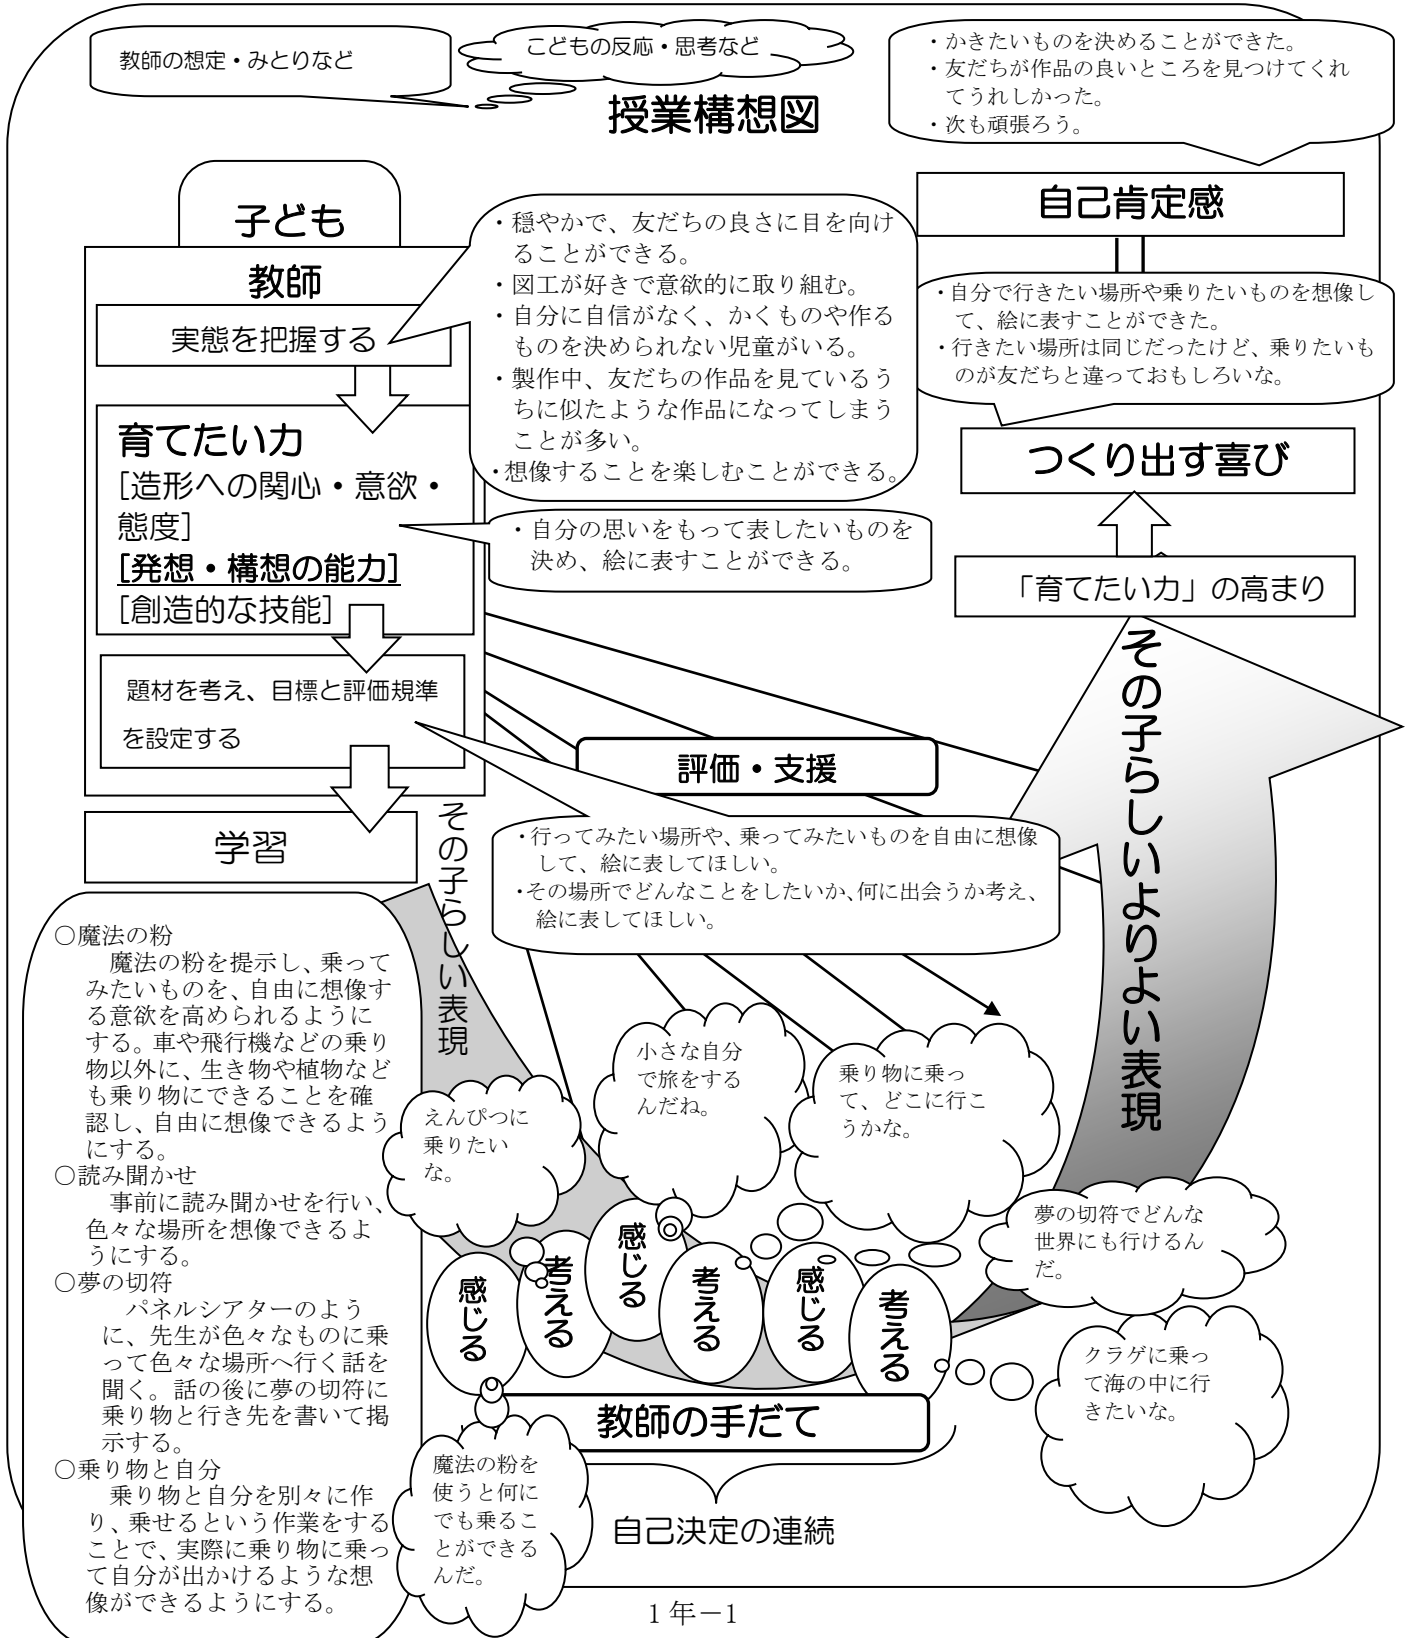 教師の想定・みとりなど
こどもの反応・思考など
授業構想図
・かきたいものを決めることができた。
・友だちが作品の良いところを見つけてくれ
てうれしかった。
・次も頑張ろう。
自己肯定感
子ども
教師
実態を把握する
・穏やかで、友だちの良さに目を向け
ることができる。
・図工が好きで意欲的に取り組む。
・自分に自信がなく、かくものや作る
ものを決められない児童がいる。
・製作中、友だちの作品を見ているう
ちに似たような作品になってしまう
ことが多い。
・想像することを楽しむことができる。
・自分で行きたい場所や乗りたいものを想像し
て、絵に表すことができた。
・行きたい場所は同じだったけど、乗りたいも
のが友だちと違っておもしろいな。
育てたい力
[造形への関心・意欲・
態度]
[発想・構想の能力]
[創造的な技能]
・自分の思いをもって表したいものを
決め、絵に表すことができる。
つくり出す喜び
「育てたい力」の高まり
題材を考え、目標と評価規準
を設定する
評価・支援
その子らしいよりよい表現
学習
その子らしい表現
・行ってみたい場所や、乗ってみたいものを自由に想像
して、絵に表してほしい。
・その場所でどんなことをしたいか、何に出会うか考え、
絵に表してほしい。
○魔法の粉
魔法の粉を提示し、乗って
みたいものを、自由に想像す
る意欲を高められるように
する。車や飛行機などの乗り
物以外に、生き物や植物など
も乗り物にできることを確
認し、自由に想像できるよう
にする。
○読み聞かせ
事前に読み聞かせを行い、
色々な場所を想像できるよ
うにする。
○夢の切符
パネルシアターのよう
に、先生が色々なものに乗
って色々な場所へ行く話を
聞く。話の後に夢の切符に
乗り物と行き先を書いて掲
示する。
○乗り物と自分
乗り物と自分を別々に作
り、乗せるという作業をする
ことで、実際に乗り物に乗っ
て自分が出かけるような想
像ができるようにする。
えんぴつに
乗りたい
な。
小さな自分
で旅をする
んだね。
乗り物に乗っ
て、どこに行こ
うかな。
夢の切符でどんな
世界にも行けるん
だ。
クラゲに乗っ
て海の中に行
きたいな。
感じる
考える
感じる
考える
感じる
考える
教師の手だて
魔法の粉を
使うと何に
でも乗るこ
とができる
んだ。
自己決定の連続
1年－1